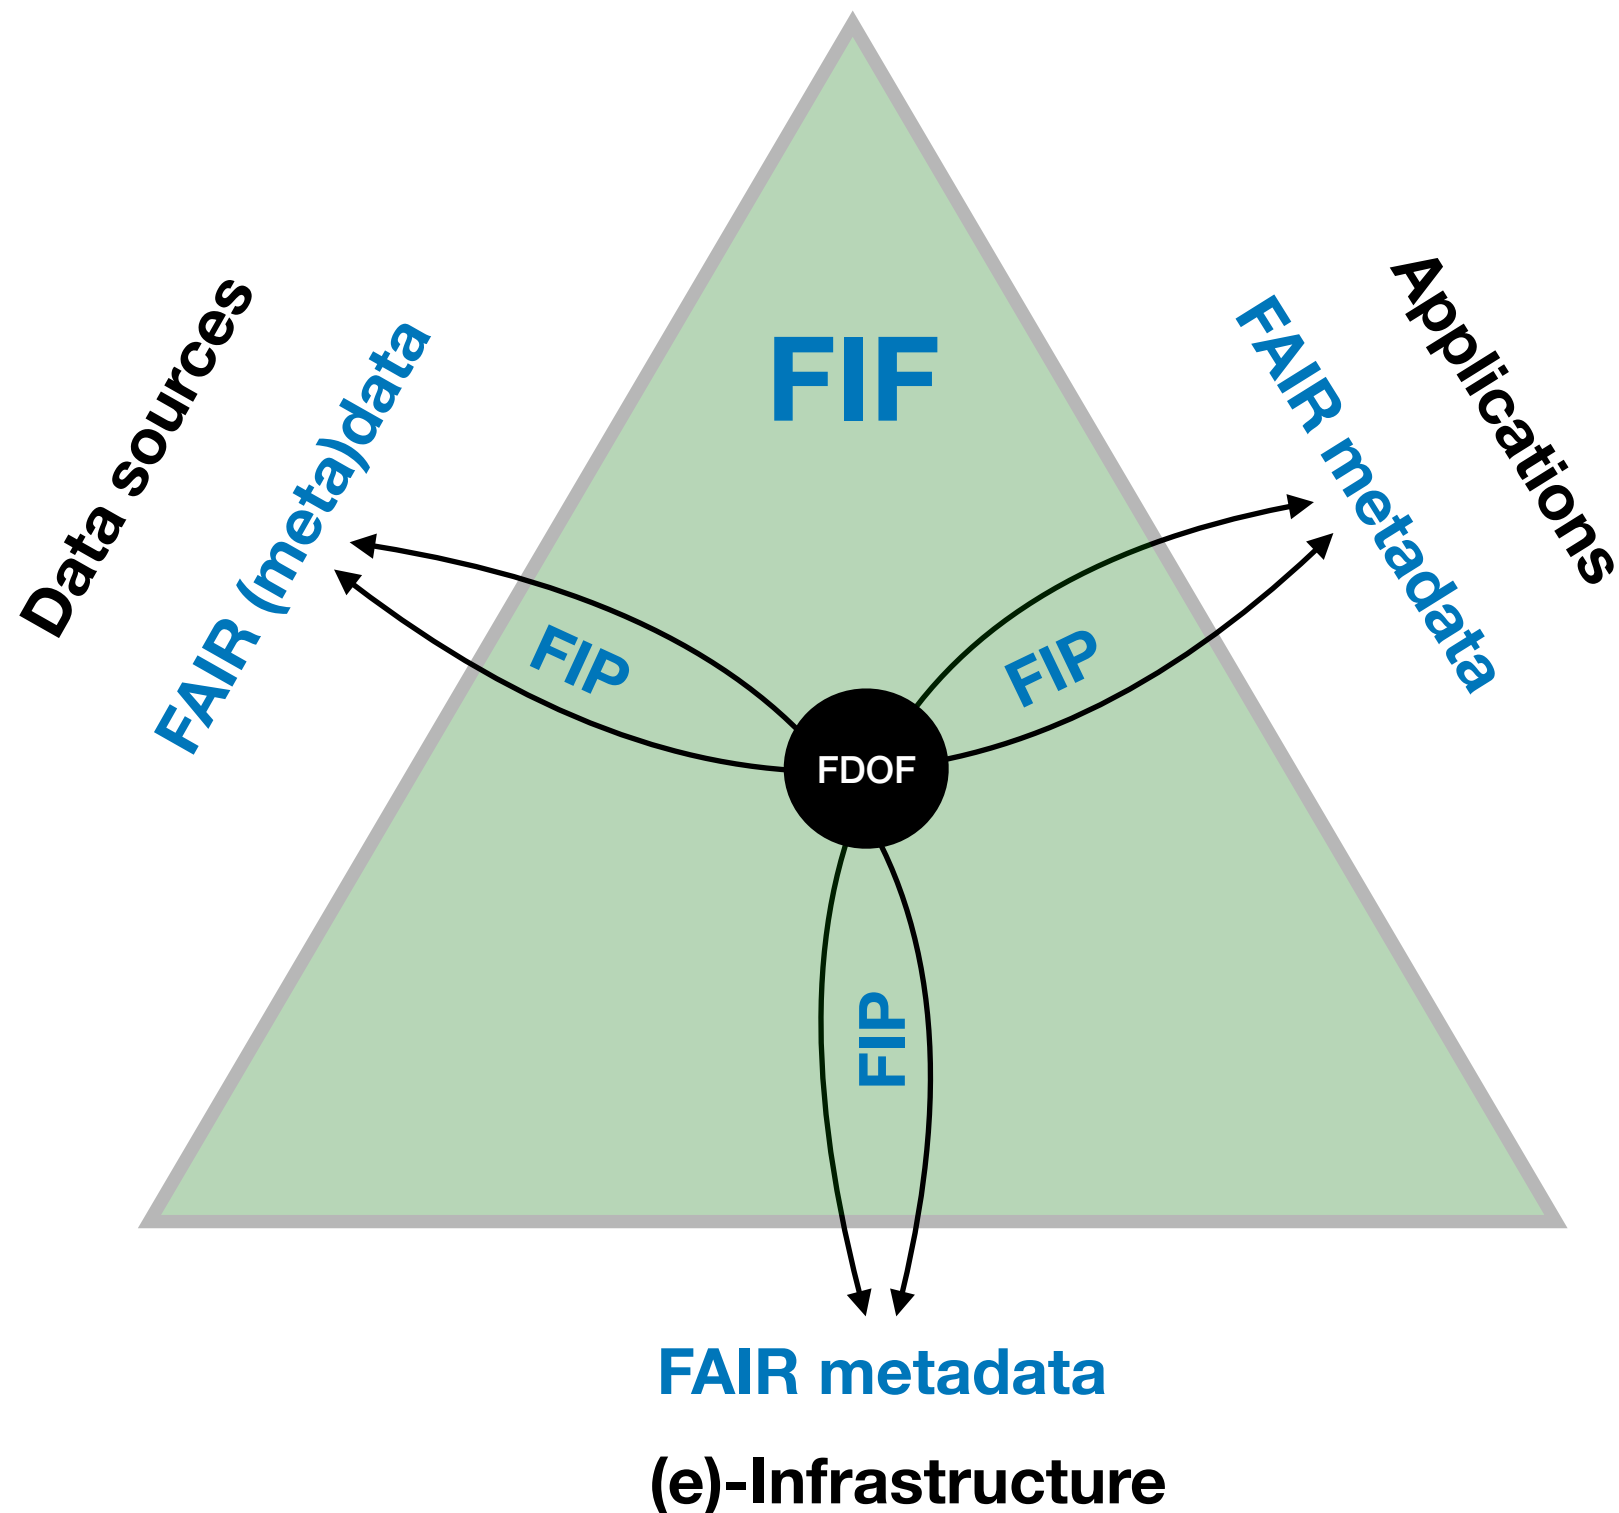 FIF
Data sources
FAIR (meta)data
FIP
Applications
FAIR metadata
FIP
FDOF
FIP
FAIR metadata
(e)-Infrastructure